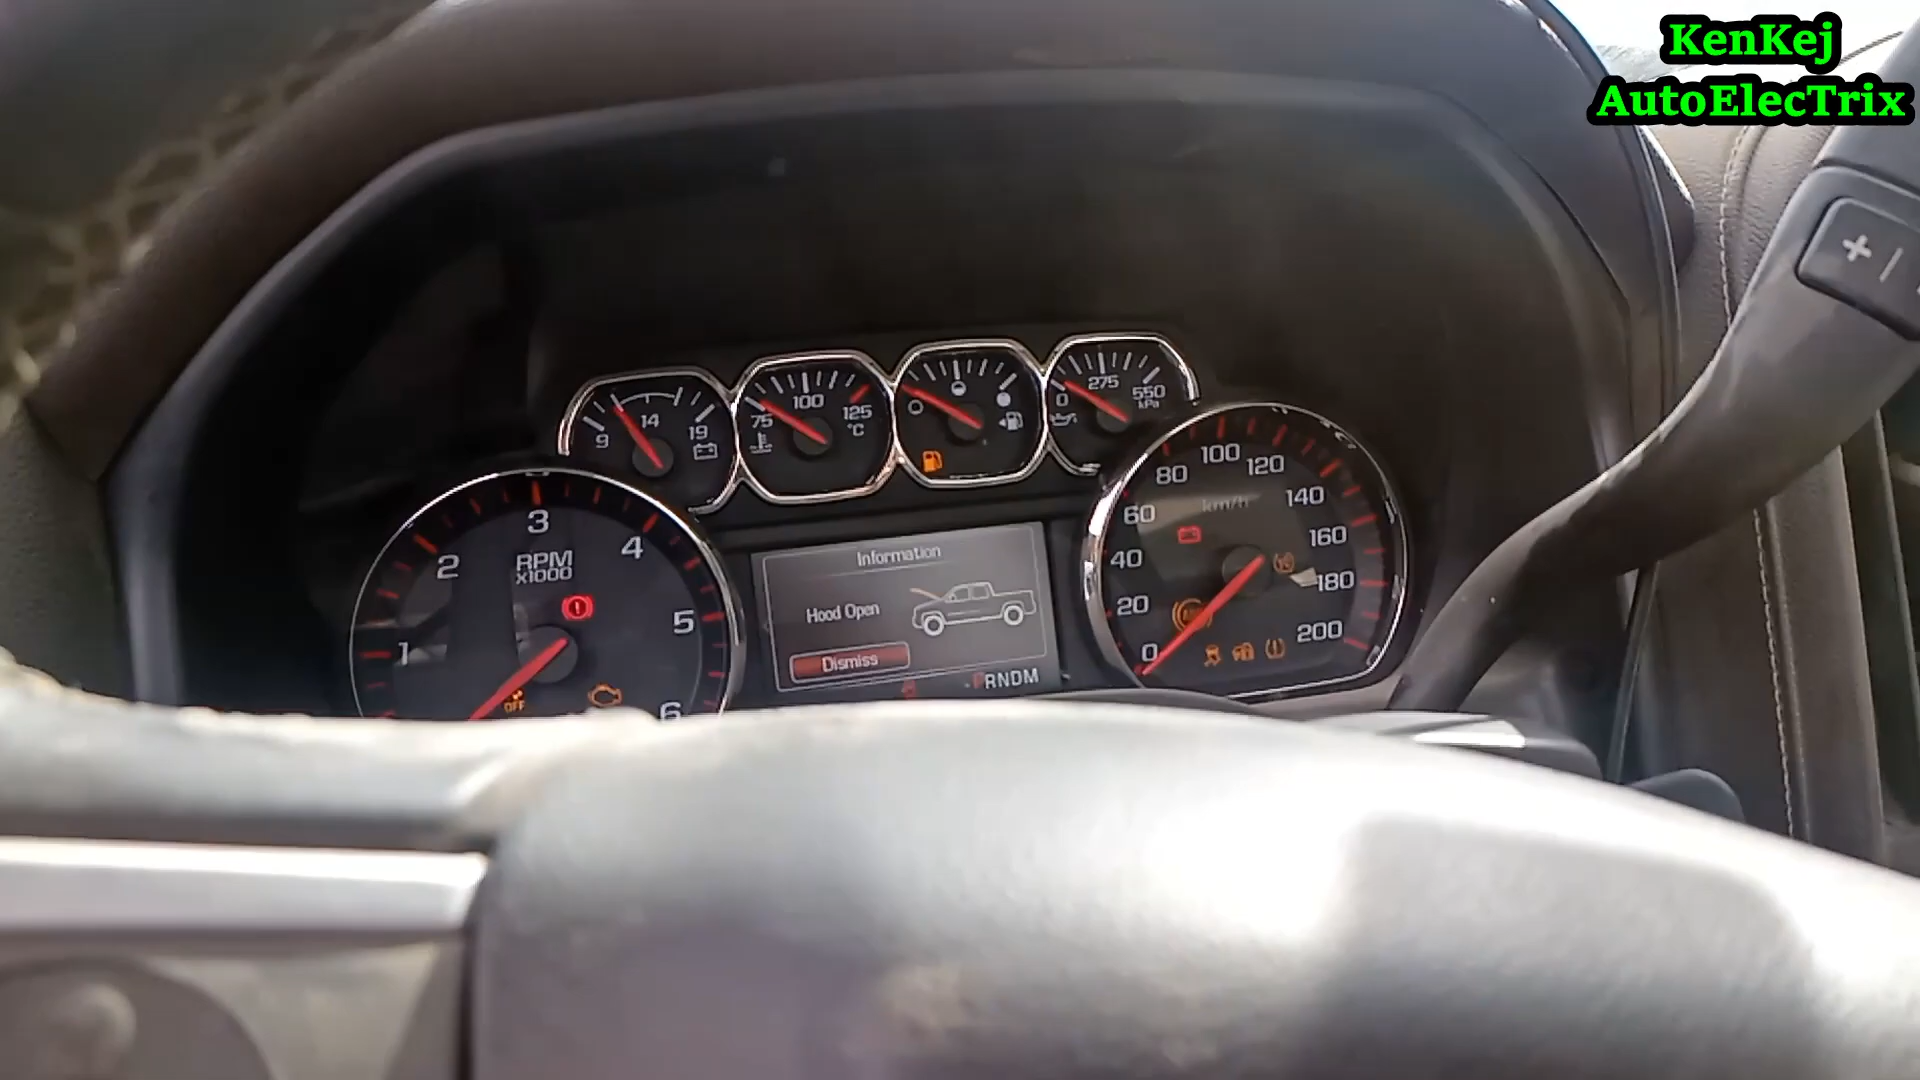 KenKej
AutoElecTrix
+ |
9 14 19
75 100 125
°C
0 275 550
kPa
1 2 3 4 5 6
RPM
x1000
OFF
Information
Hood Open
Dismiss
PRNDM
0 20 40 60 80 100 120 140 160 180 200
km/h